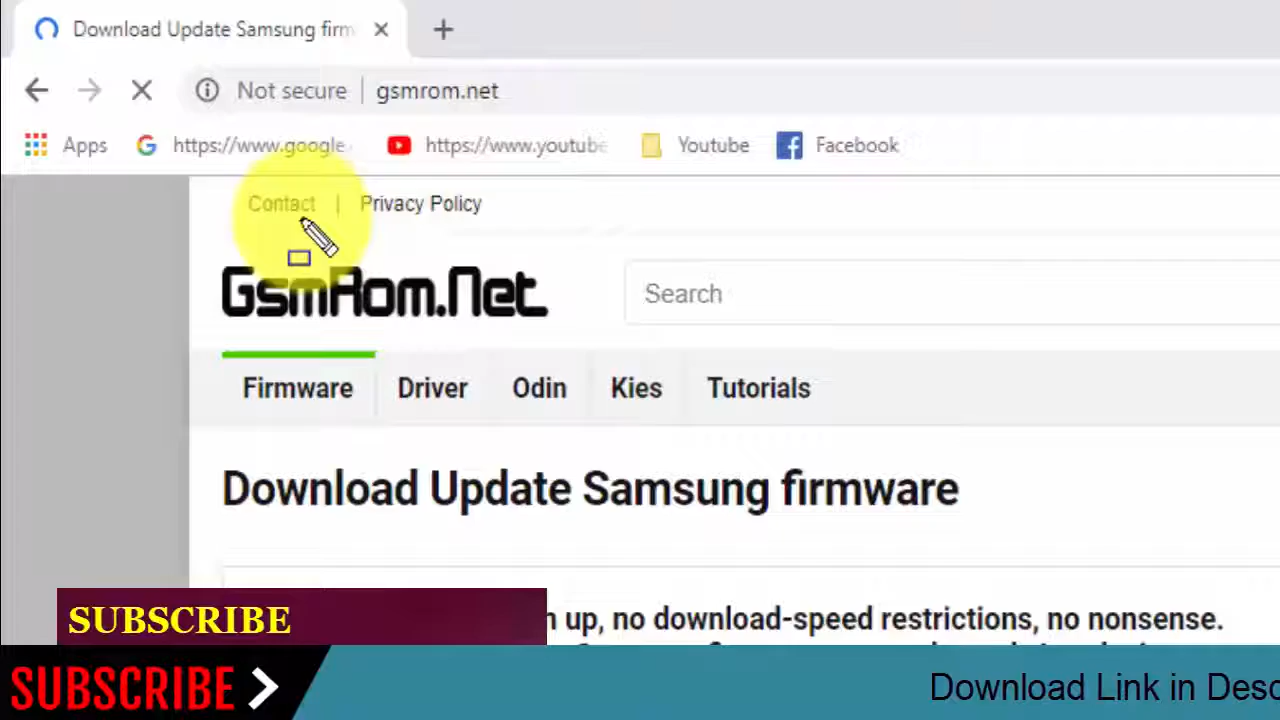 Download Update Samsung firm
Not secure | gsmrom.net
Apps https://www.google. https://www.youtube Youtube Facebook
Contact | Privacy Policy
GsmRom.Net
Search
Firmware Driver Odin Kies Tutorials
Download Update Samsung firmware
up, no download-speed restrictions, no nonsense.
SUBSCRIBE
SUBSCRIBE
Download Link in Desc